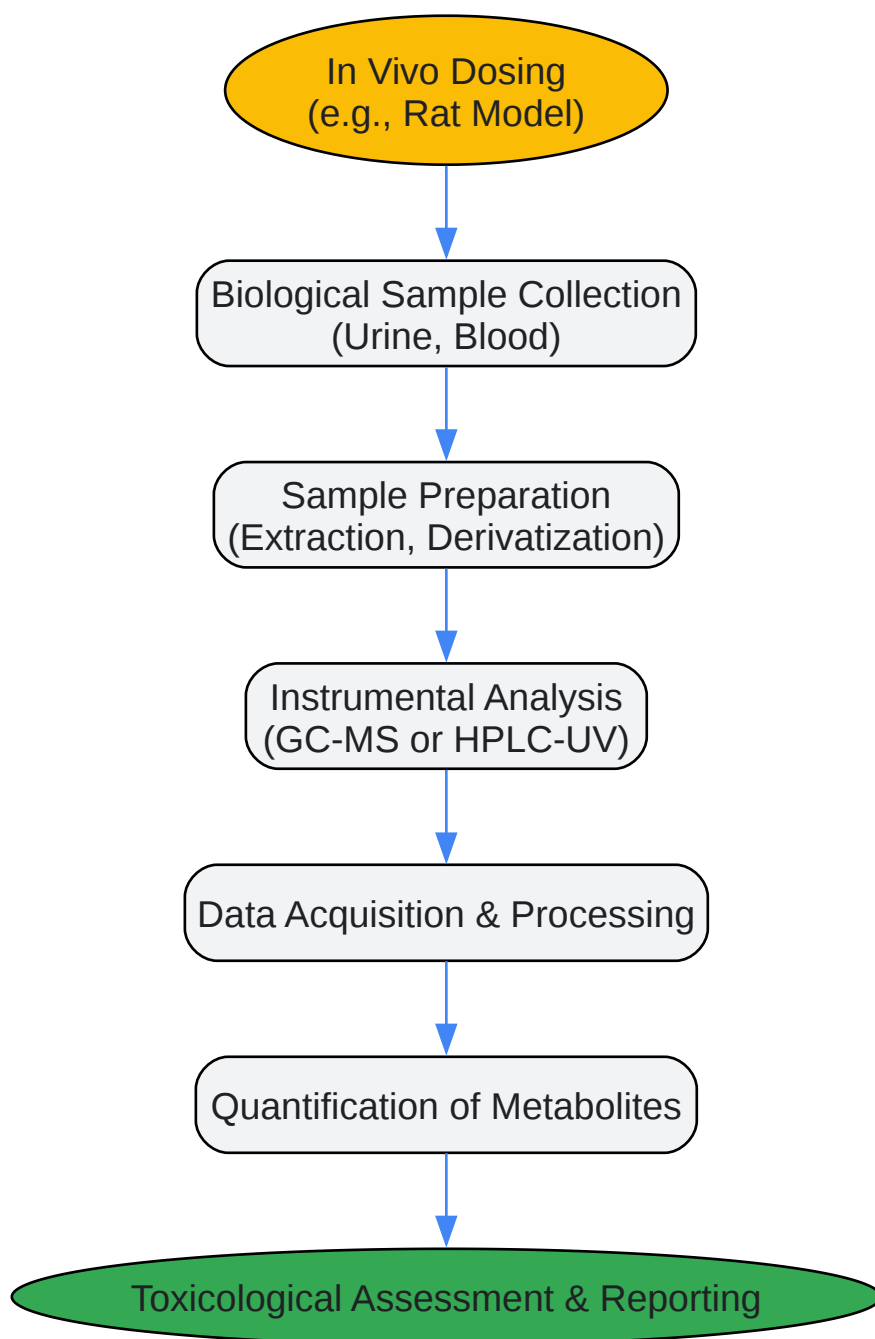 In Vivo Dosing
(e.g., Rat Model)
Biological Sample Collection
(Urine, Blood)
Sample Preparation
(Extraction, Derivatization)
Instrumental Analysis
(GC-MS or HPLC-UV)
Data Acquisition & Processing
Quantification of Metabolites
Toxicological Assessment & Reporting